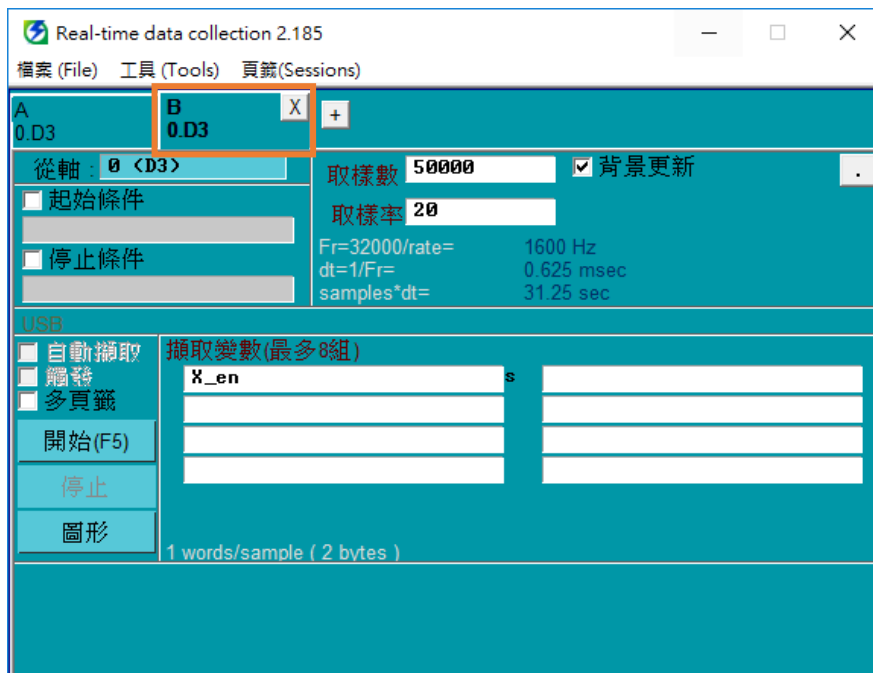 Real-time data collection 2.185
檔案 (File) 工具 (Tools) 頁籤(Sessions)
A
0.D3
B
0.D3
X
+
從軸 : 0 <D3>
起始條件
停止條件
取樣數 50000
背景更新
.
取樣率 20
Fr=32000/rate= 1600 Hz
dt=1/Fr= 0.625 msec
samples*dt= 31.25 sec
USB
自動擷取
觸發
多頁籤
開始(F5)
停止
圖形
擷取變數(最多8組)
X_en s
1 words/sample ( 2 bytes )